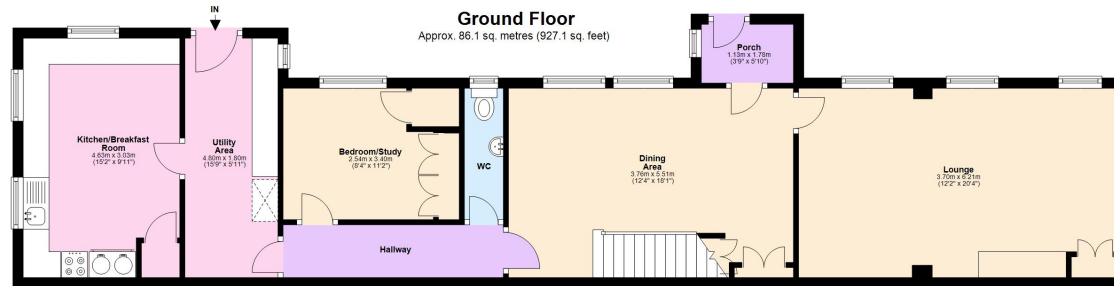 Ground Floor
Approx. 86.1 sq. metres (927.1 sq. feet)
IN
Porch
1.13m x 1.78m
(3'9" x 5'10")
Kitchen/Breakfast
Room
4.63m x 3.03m
(15'2" x 9'11")
Utility
Area
4.80m x 1.80m
(15'9" x 5'11")
Bedroom/Study
2.54m x 3.40m
(8'4" x 11'2")
WC
Dining
Area
3.76m x 5.51m
(12'4" x 18'1")
Lounge
3.70m x 6.21m
(12'2" x 20'4")
Hallway